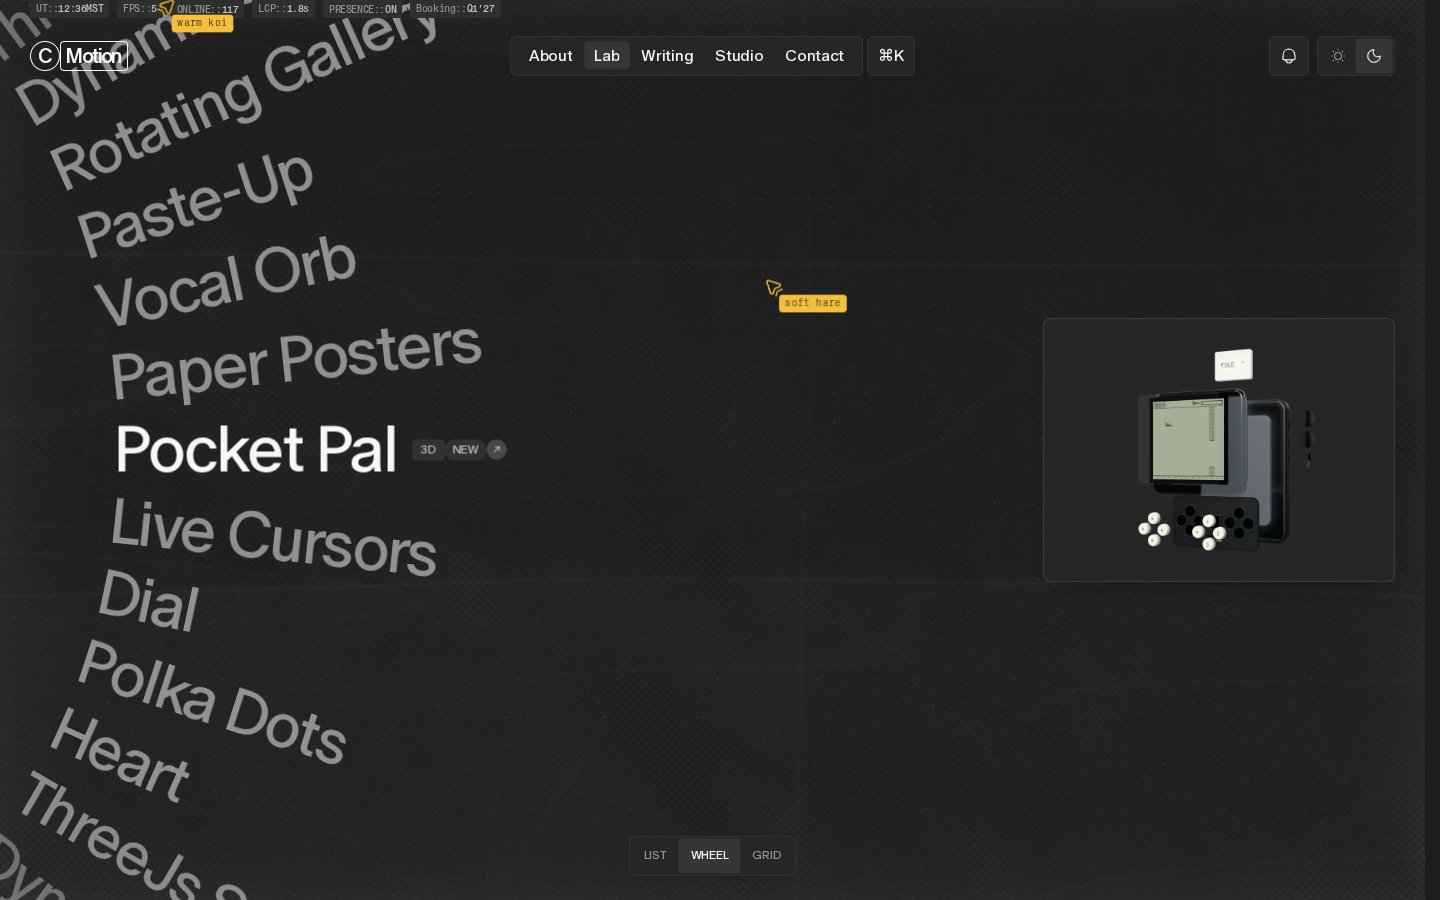 UT::12:36MST FPS::5 ONLINE::117 LCP::1.8s PRESENCE::ON Booking::Q1'27
warm koi
C Motion
About Lab Writing Studio Contact ⌘K
Rotating Gallery
Paste-Up
Vocal Orb
soft hare
Paper Posters
Pocket Pal 3D NEW
Live Cursors
Dial
Polka Dots
Heart
ThreeJs
LIST WHEEL GRID